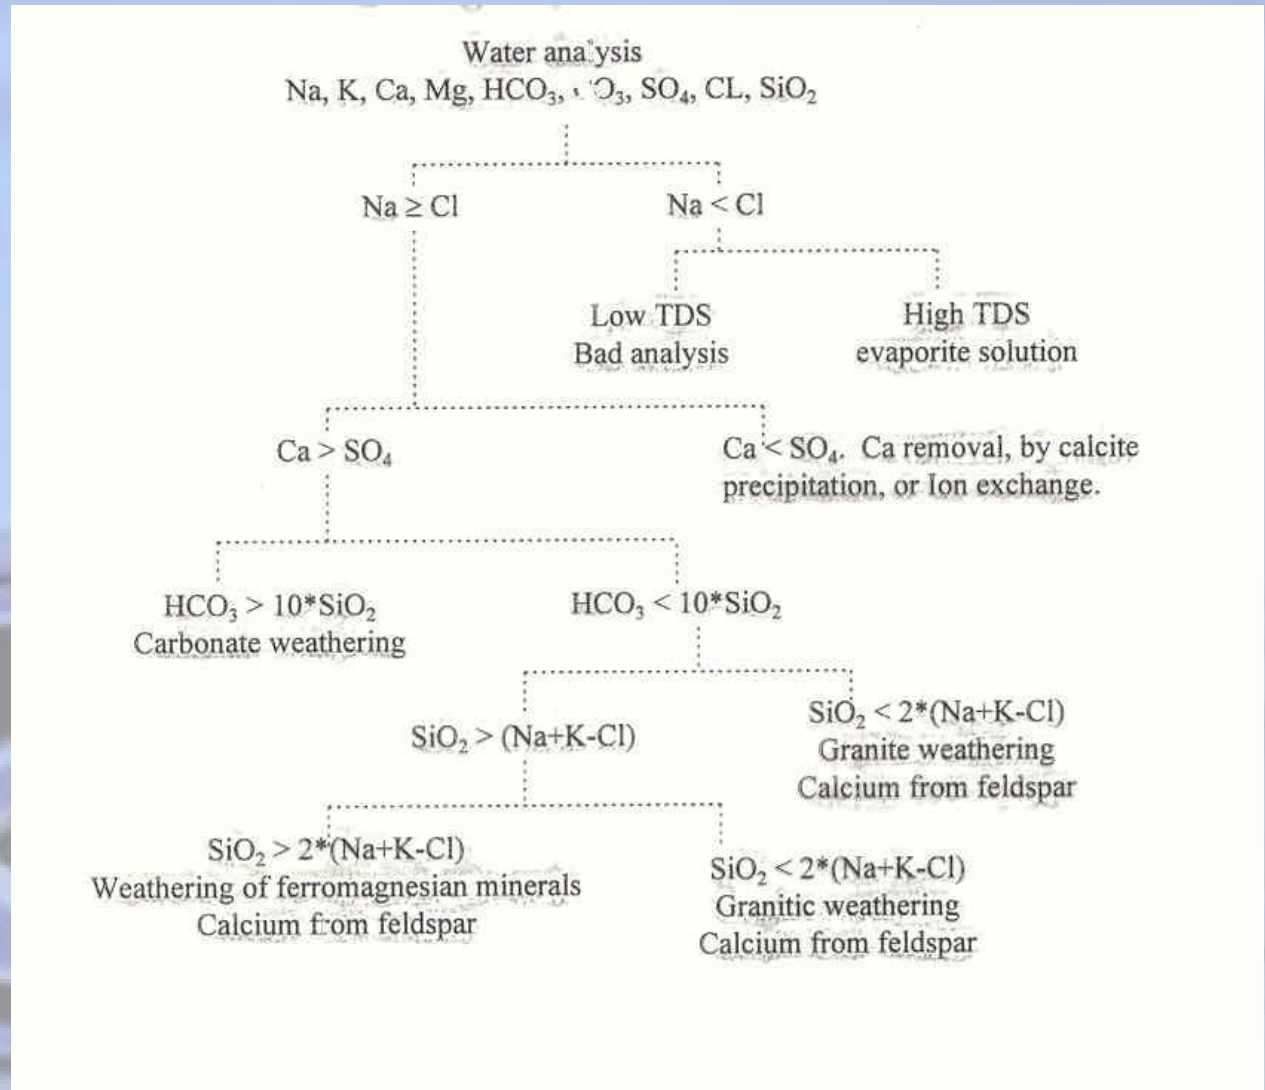 Water analysis
Na, K, Ca, Mg, HCO₃, O₃, SO₄, CL, SiO₂
Na ≥ Cl
Na < Cl
Low TDS
Bad analysis
High TDS
evaporite solution
Ca > SO₄
Ca < SO₄. Ca removal, by calcite
precipitation, or Ion exchange.
HCO₃ > 10*SiO₂
Carbonate weathering
HCO₃ < 10*SiO₂
SiO₂ > (Na+K-Cl)
SiO₂ < 2*(Na+K-Cl)
Granite weathering
Calcium from feldspar
SiO₂ > 2*(Na+K-Cl)
Weathering of ferromagnesian minerals
Calcium from feldspar
SiO₂ < 2*(Na+K-Cl)
Granitic weathering
Calcium from feldspar